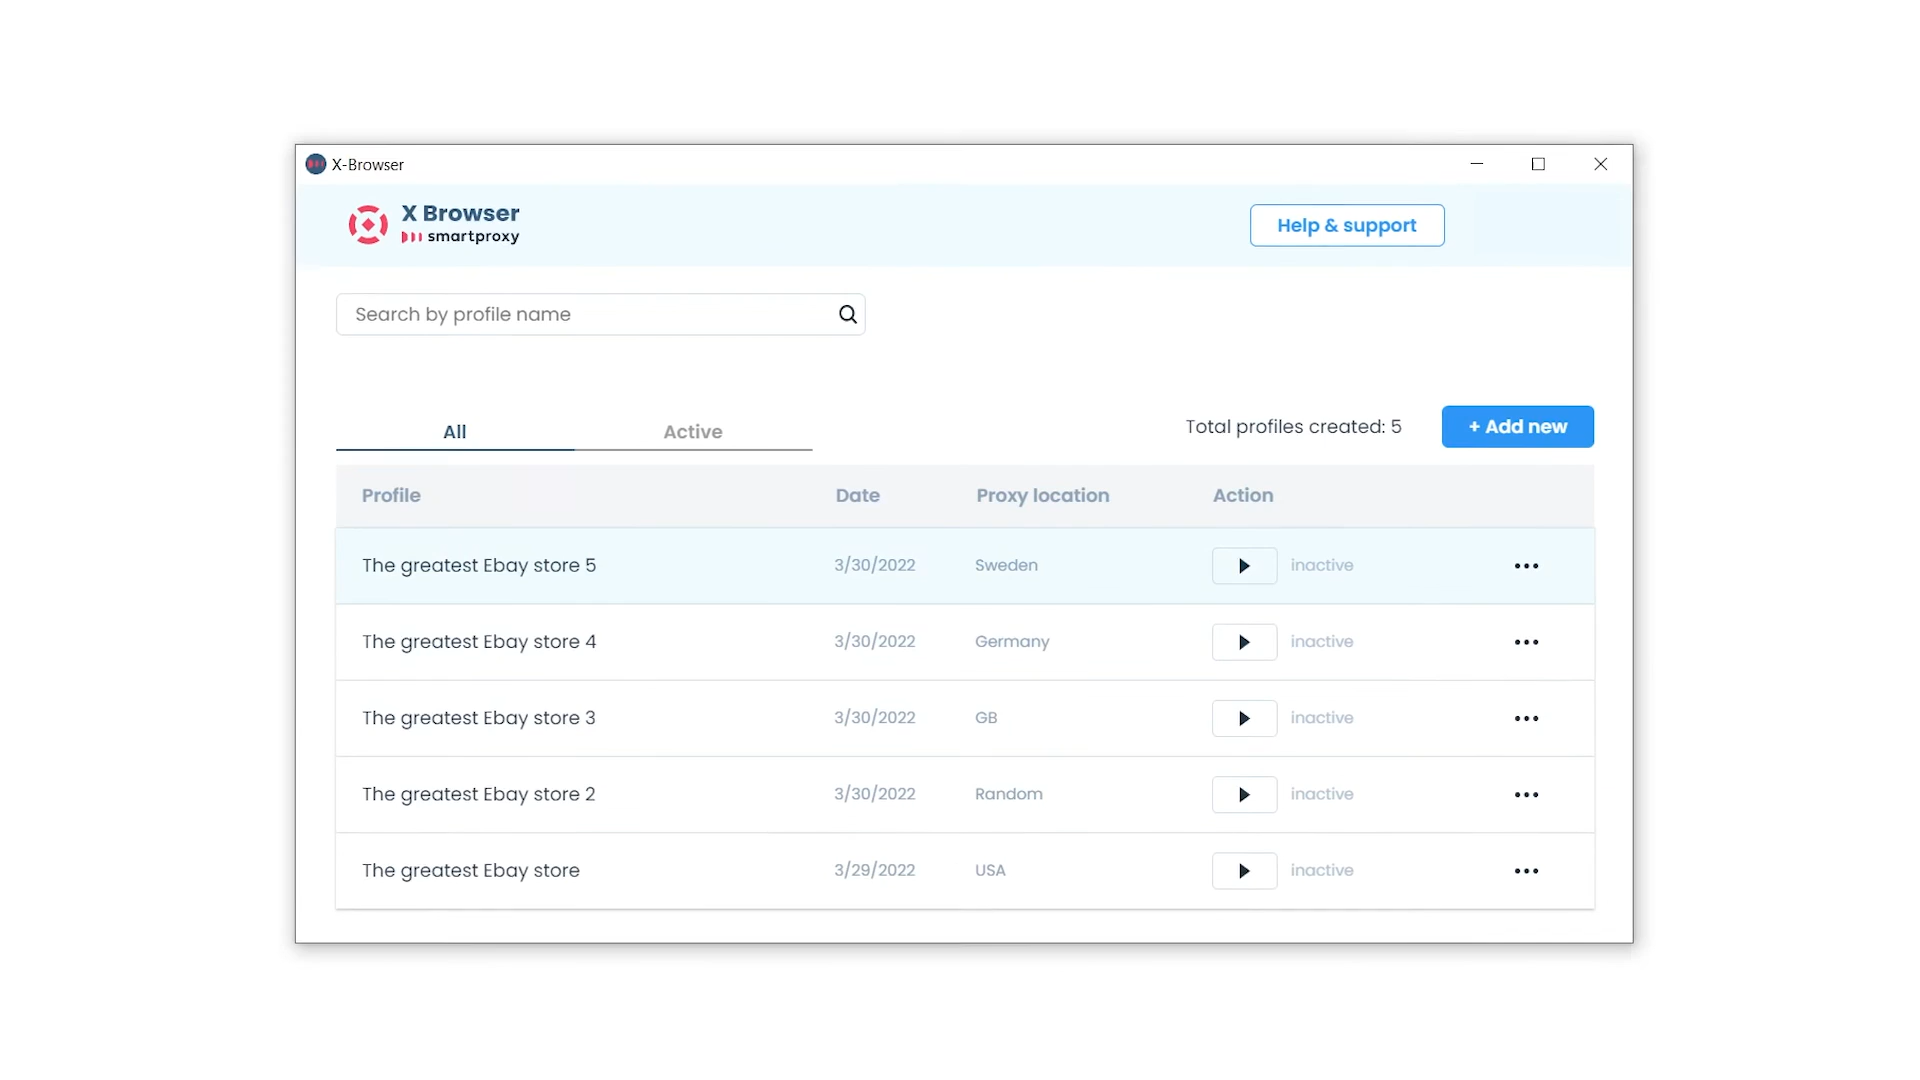 X-Browser
X Browser
smartproxy
Help & support
Search by profile name
All Active Total profiles created: 5 + Add new
Profile Date Proxy location Action
The greatest Ebay store 5 3/30/2022 Sweden inactive
The greatest Ebay store 4 3/30/2022 Germany inactive
The greatest Ebay store 3 3/30/2022 GB inactive
The greatest Ebay store 2 3/30/2022 Random inactive
The greatest Ebay store 3/29/2022 USA inactive